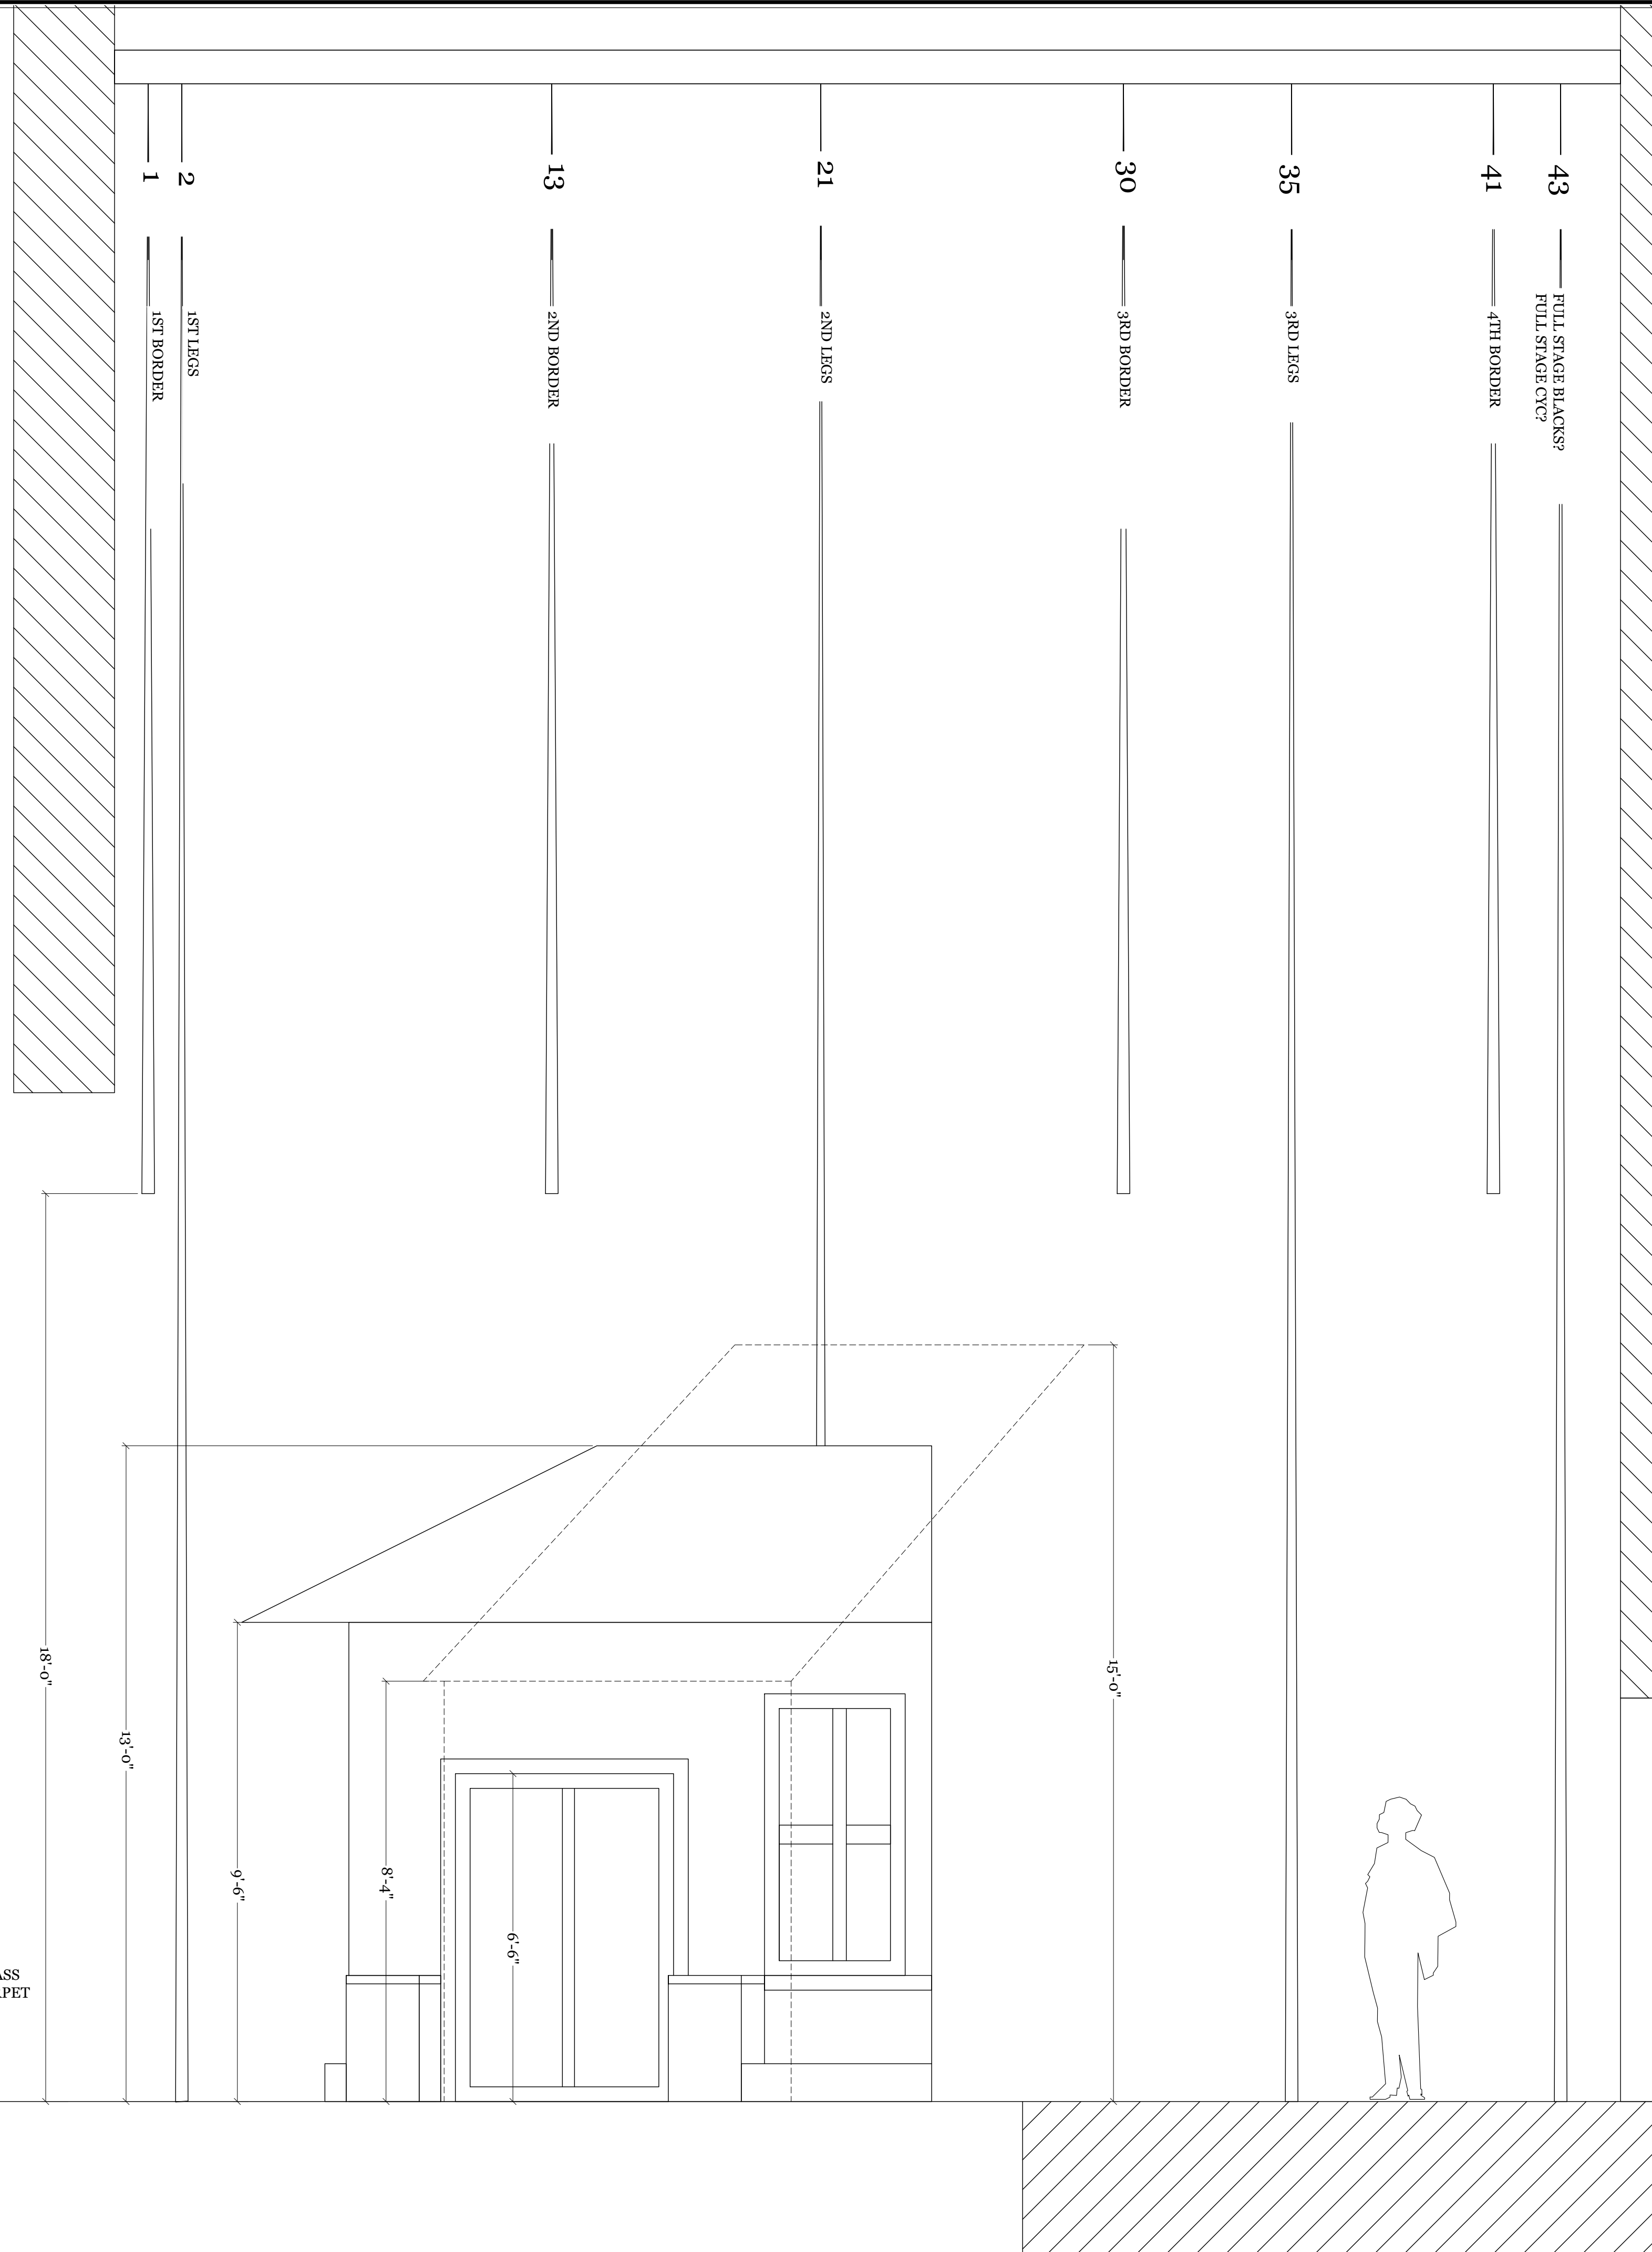 1
2
13
21
30
35
41
43
1ST BORDER
1ST LEGS
2ND BORDER
2ND LEGS
3RD BORDER
3RD LEGS
4TH BORDER
FULL STAGE BLACKS?
FULL STAGE CYC?
18'-0"
13'-0"
9'-6"
8'-4"
6'-6"
15'-0"